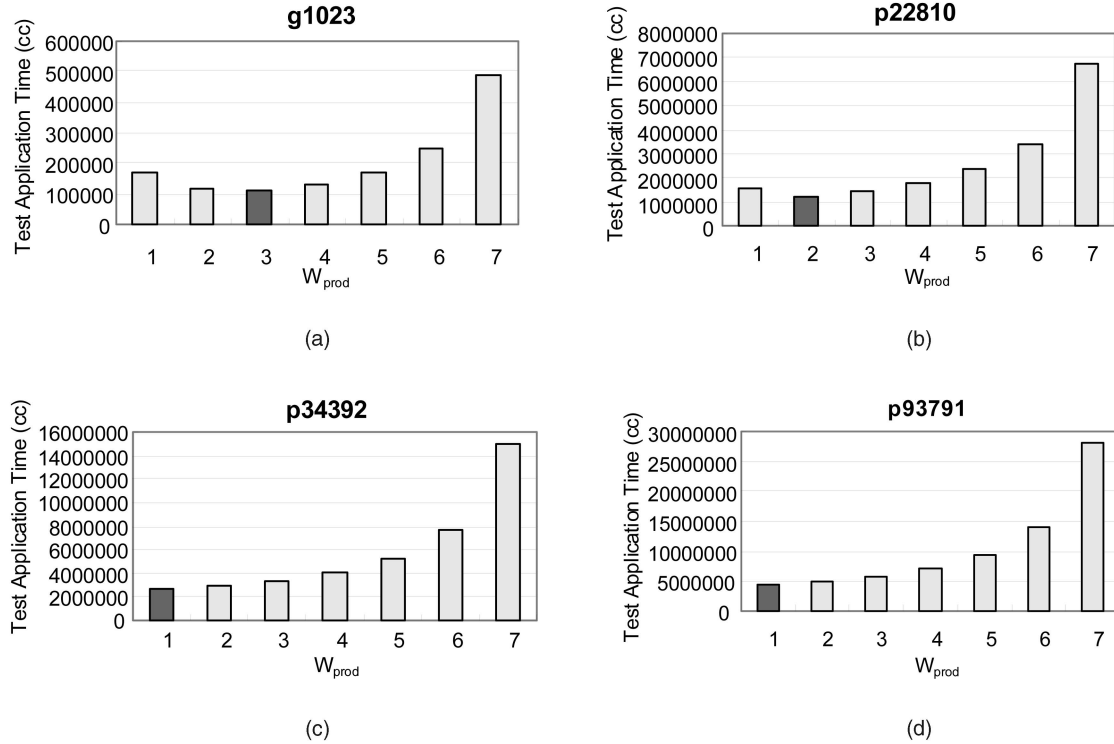 g1023
Test Application Time (cc)
600000
500000
400000
300000
200000
100000
0
1 2 3 4 5 6 7
Wprod
(a)
p22810
Test Application Time (cc)
8000000
7000000
6000000
5000000
4000000
3000000
2000000
1000000
0
1 2 3 4 5 6 7
Wprod
(b)
p34392
Test Application Time (cc)
16000000
14000000
12000000
10000000
8000000
6000000
4000000
2000000
0
1 2 3 4 5 6 7
Wprod
(c)
p93791
Test Application Time (cc)
30000000
25000000
20000000
15000000
10000000
5000000
0
1 2 3 4 5 6 7
Wprod
(d)